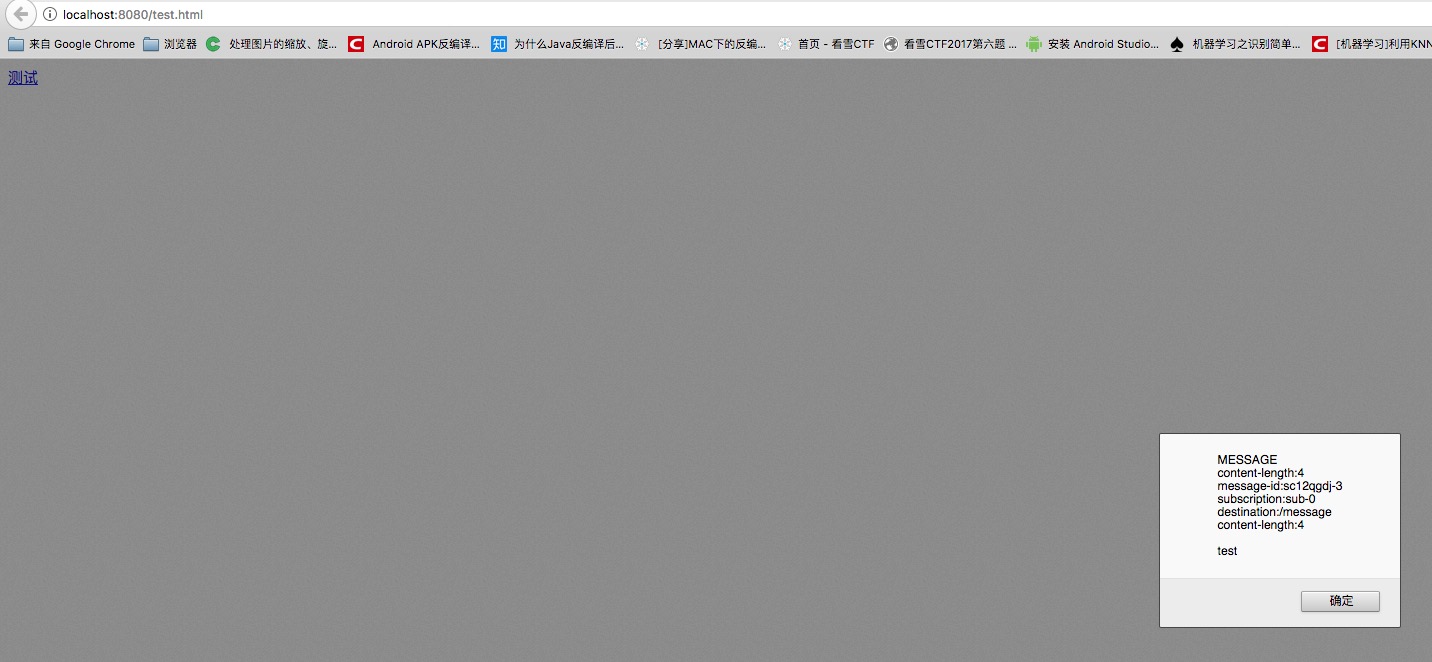 localhost:8080/test.html
来自 Google Chrome 浏览器 处理图片的缩放、旋... Android APK反编译... 知 为什么Java反编译后... [分享]MAC下的反编... 首页 - 看雪CTF 看雪CTF2017第六题 ... 安装 Android Studio... 机器学习之识别简单... [机器学习]利用KNN
测试
MESSAGE
content-length:4
message-id:sc12qgdj-3
subscription:sub-0
destination:/message
content-length:4
test
确定